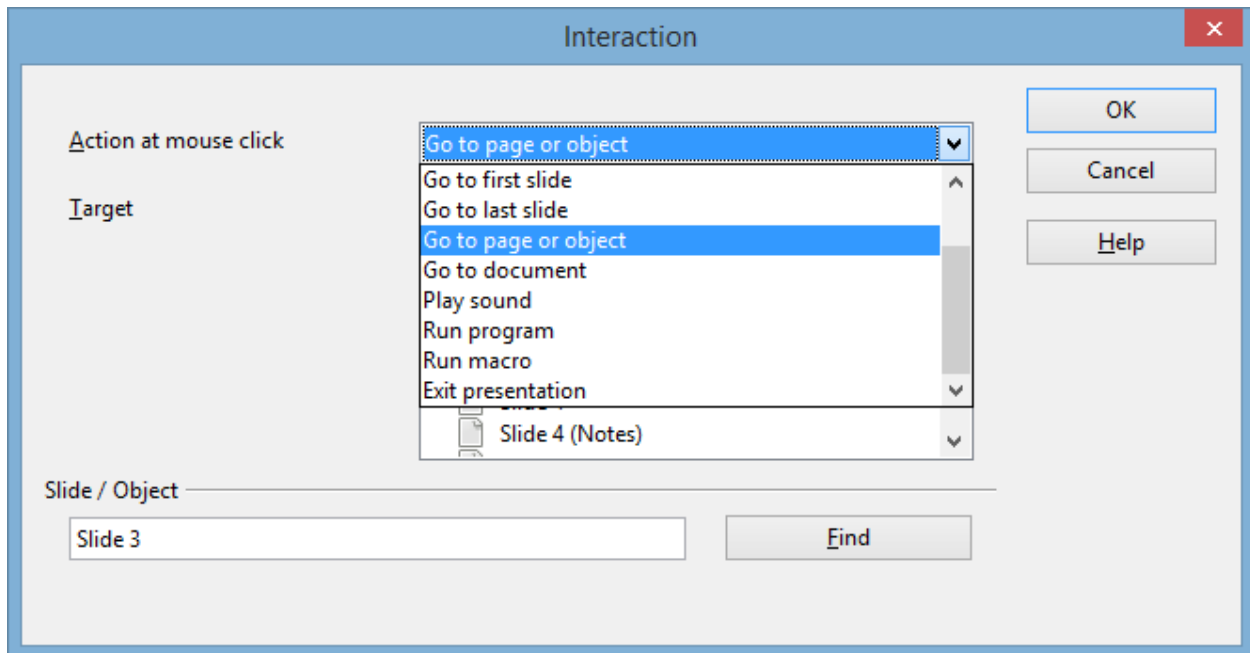 Interaction
OK
Action at mouse click
Go to page or object
Go to first slide
Cancel
Target
Go to last slide
Go to page or object
Help
Go to document
Play sound
Run program
Run macro
Exit presentation
Slide 4 (Notes)
Slide / Object
Slide 3
Find